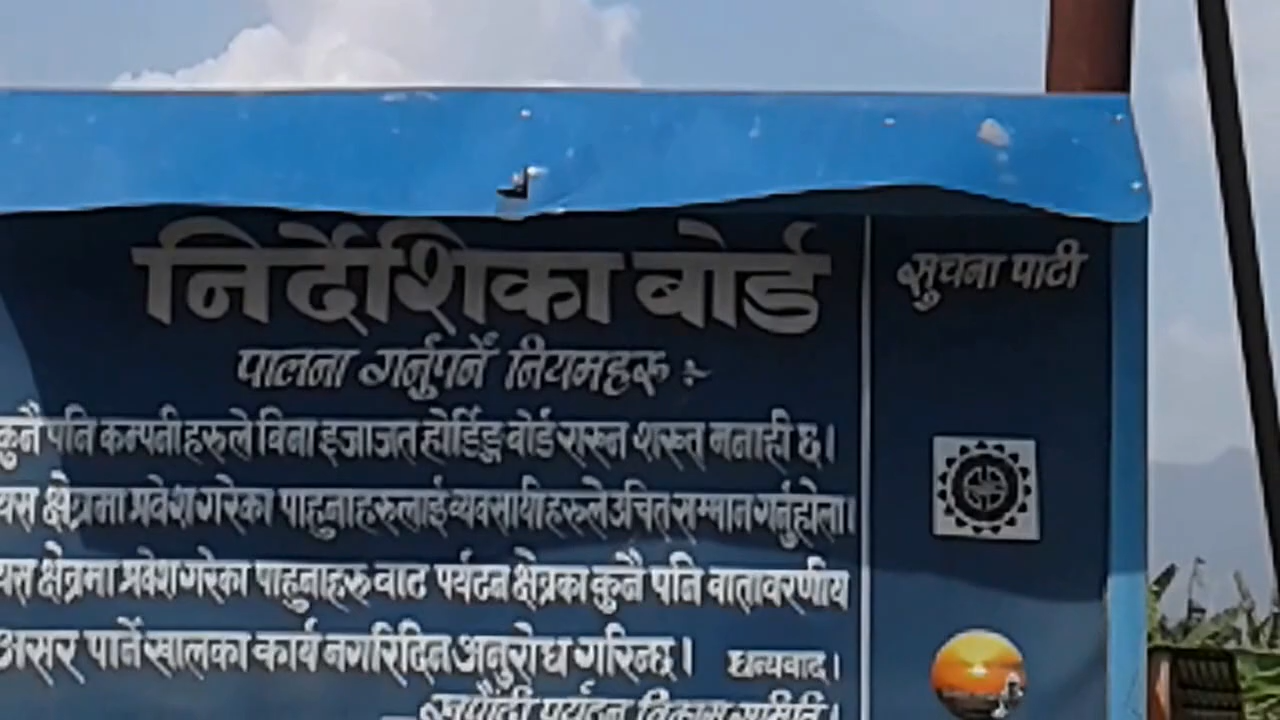 निर्देशिका बोर्ड
सुचना पाटी
पालना गर्नुपर्ने नियमहरू :-
कुनै पनि कम्पनीहरुले बिना इजाजत होर्डिङ्ग बोर्ड राख्न शख्त मनाही छ।
यस क्षेत्रमा प्रवेश गरेका पाहुनाहरुलाई व्यवसायीहरुले उचित सम्मान गर्नुहोला।
यस क्षेत्रमा प्रवेश गरेका पाहुनाहरु बाट पर्यटन क्षेत्रका कुनै पनि वातावरणीय
असर पार्ने खालका कार्य नगरिदिन अनुरोध गरिन्छ। धन्यवाद।
पर्यटन विकास समिति।